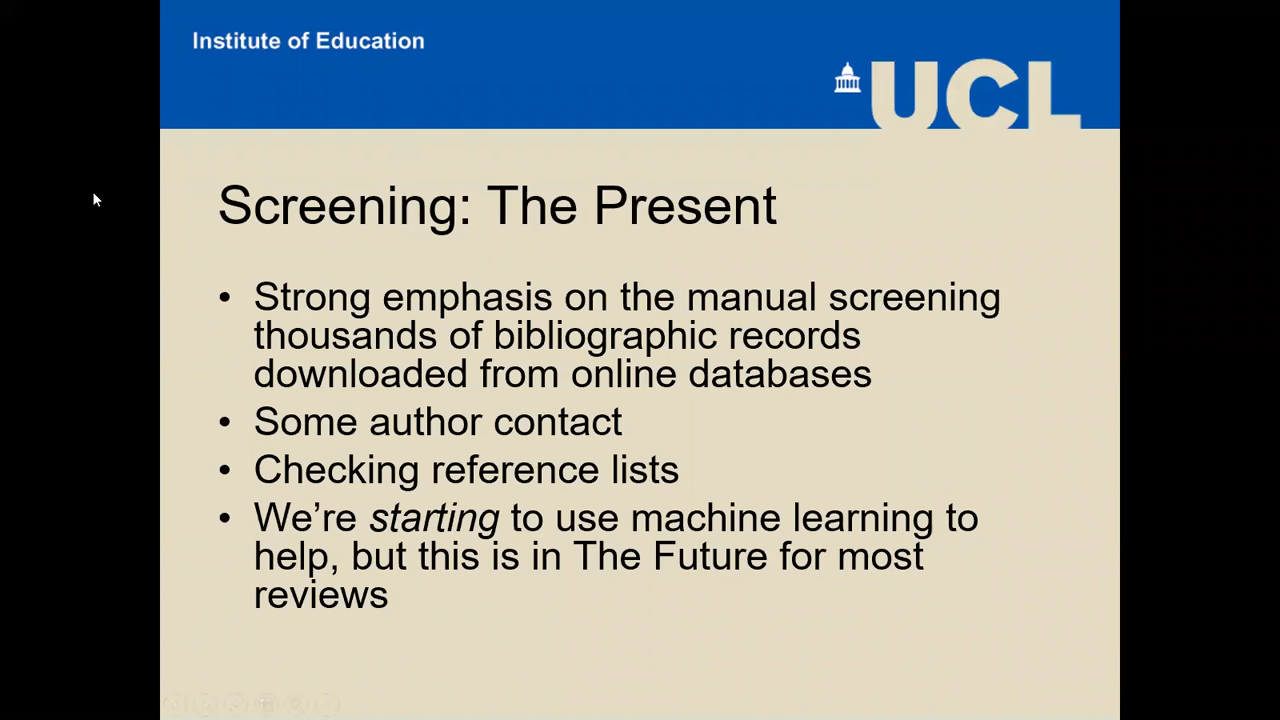 Institute of Education
UCL
Screening: The Present
• Strong emphasis on the manual screening
thousands of bibliographic records
downloaded from online databases
• Some author contact
• Checking reference lists
• We’re starting to use machine learning to
help, but this is in The Future for most
reviews